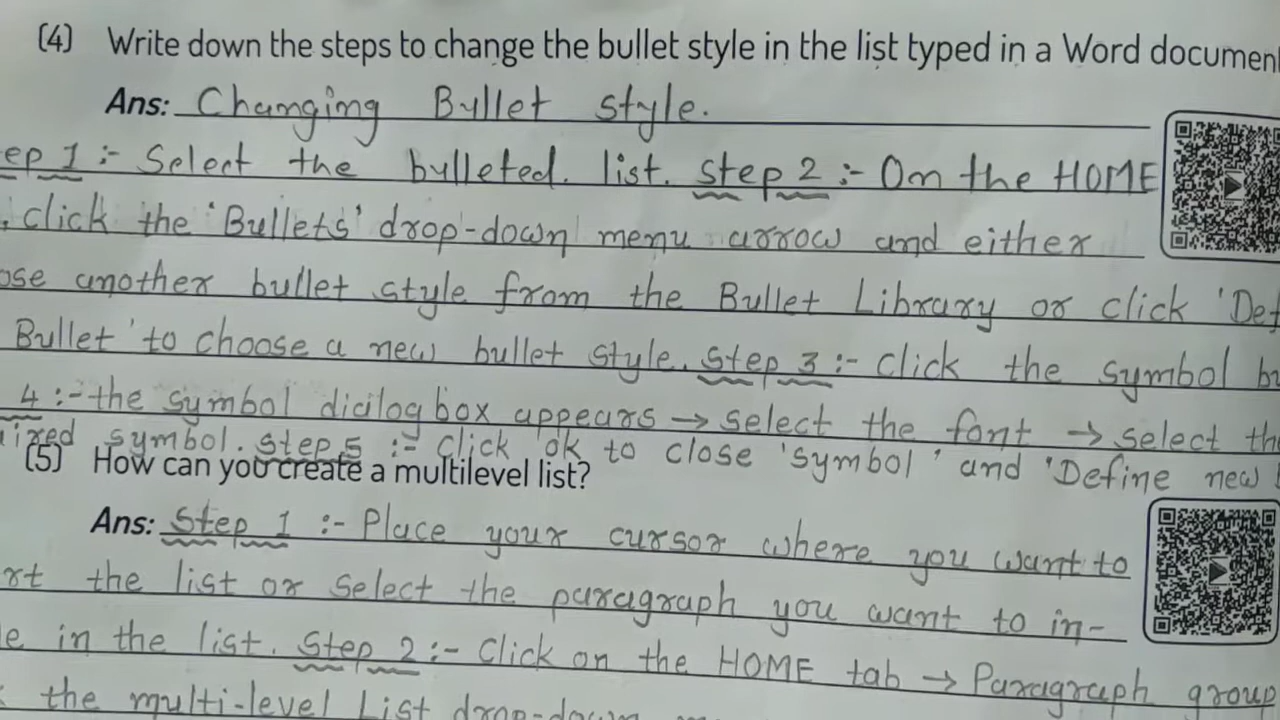 (4) Write down the steps to change the bullet style in the list typed in a Word document
Ans: Changing Bullet style.
ep 1 :- Select the bulleted. list. step 2 :- On the HOME
click the 'Bullets' drop-down menu arrow and either
ose another bullet style from the Bullet Library or click 'Def
Bullet' to choose a new bullet style. Step 3 :- Click the symbol bu
4 :- the symbol dialog box appears → select the font → select th
ired symbol. step 5 :- Click ok to close 'symbol' and 'Define new
(5) How can you create a multilevel list?
Ans: Step 1 :- Place your cursor where you want to
rt the list or select the paragraph you want to in-
e in the list. Step 2 :- Click on the HOME tab → Paragraph group
the multi-level List drop-down